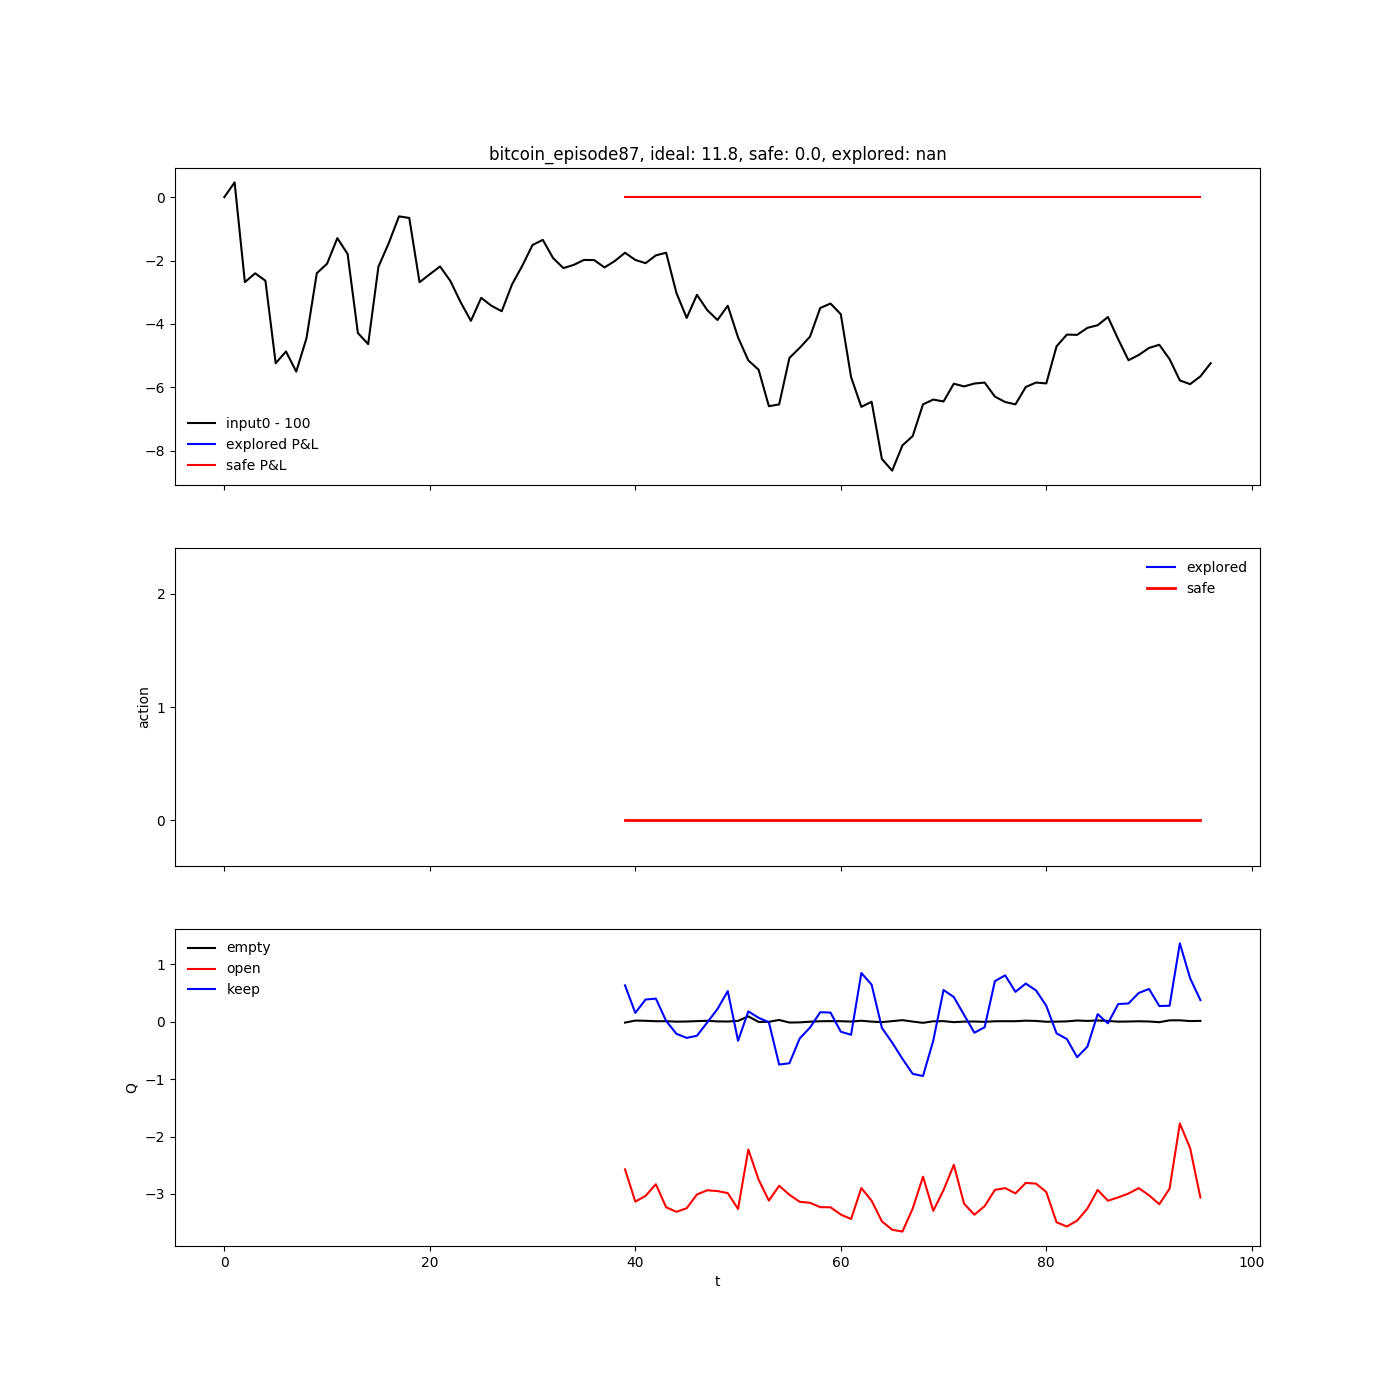 bitcoin_episode87, ideal: 11.8, safe: 0.0, explored: nan
0
−2
−4
−6
−8
input0 - 100
explored P&L
safe P&L
action
2
1
0
explored
safe
Q
1
0
−1
−2
−3
empty
open
keep
0 20 40 60 80 100
t